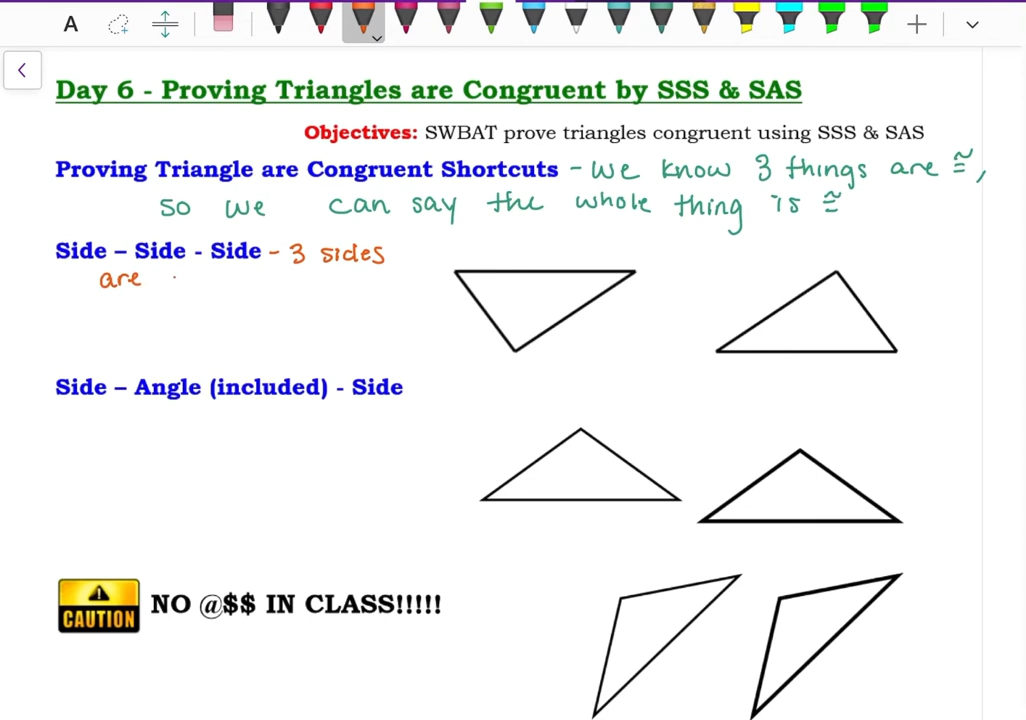 A
Day 6 - Proving Triangles are Congruent by SSS & SAS
Objectives: SWBAT prove triangles congruent using SSS & SAS
Proving Triangle are Congruent Shortcuts - we know 3 things are ≅,
so we can say the whole thing is ≅
Side – Side - Side - 3 sides
are
Side – Angle (included) - Side
CAUTION
NO @$$ IN CLASS!!!!!